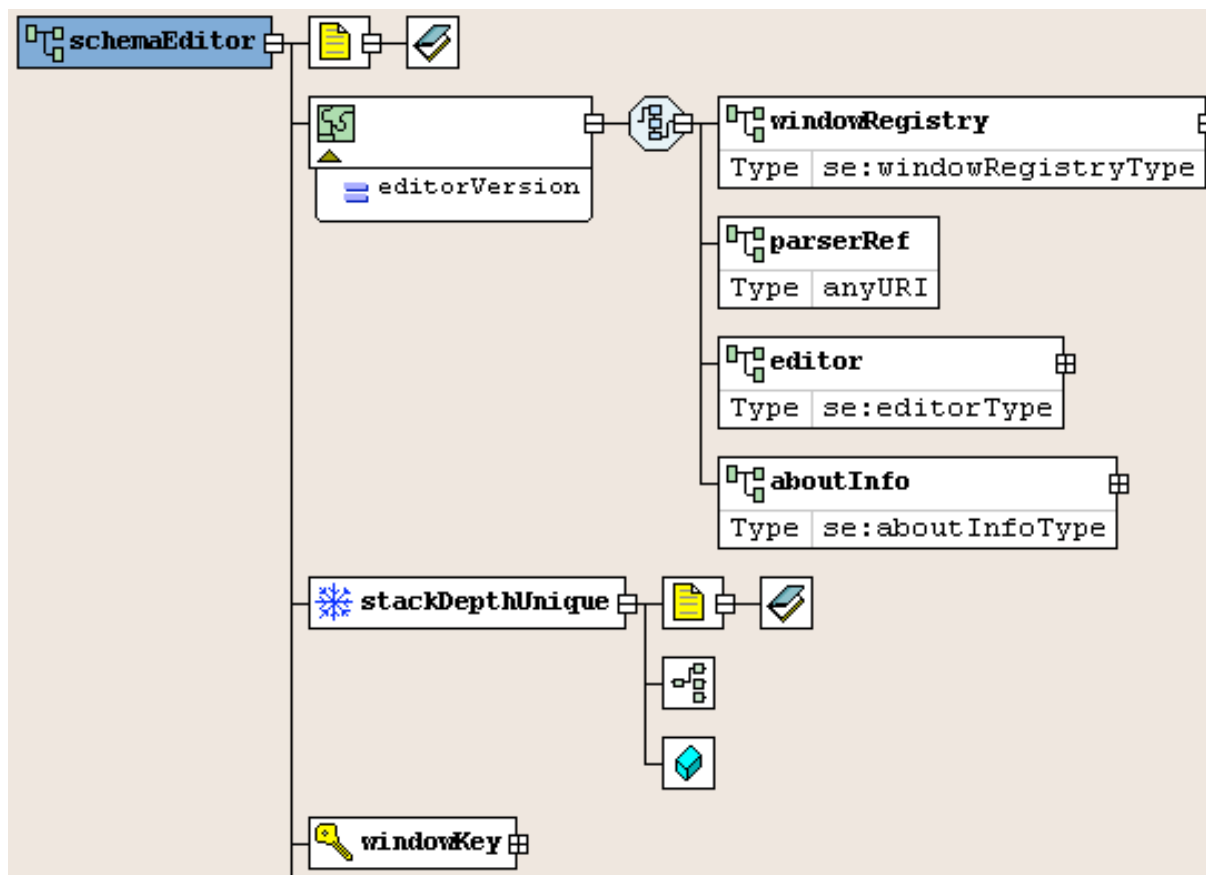 schemaEditor
editorVersion
windowRegistry
Type se:windowRegistryType
parserRef
Type anyURI
editor
Type se:editorType
aboutInfo
Type se:aboutInfoType
stackDepthUnique
windowKey